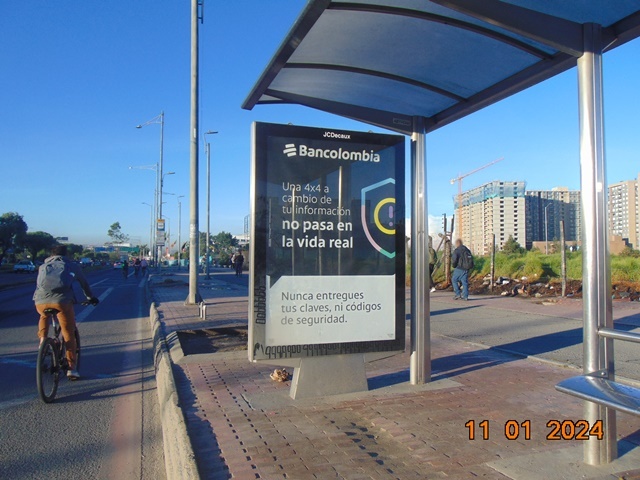 JCDecaux
Bancolombia
Una 4x4 a
cambio de
tu información
no pasa en
la vida real
Nunca entregues
tus claves, ni códigos
de seguridad.
11 01 2024